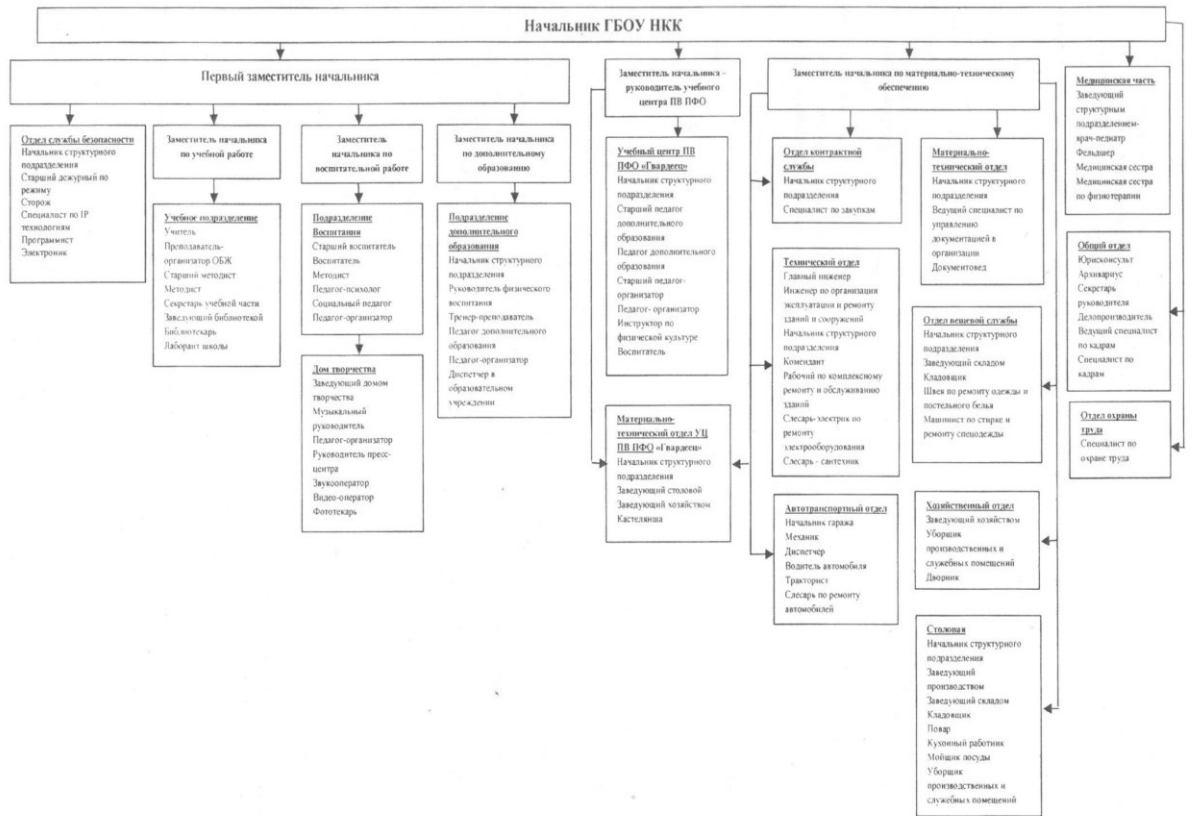 Начальник ГБОУ НКК
Первый заместитель начальника
Заместитель начальника -
руководитель учебного
центра ПВ ПФО
Заместитель начальника по материально-техническому
обеспечению
Медицинская часть
Заведующий
структурным
подразделением-
врач-педиатр
Фельдшер
Медицинская сестра
Медицинская сестра
по физиотерапии
Отдел службы безопасности
Начальник структурного
подразделения
Старший дежурный по
режиму
Сторож
Специалист по IP
технологиям
Программист
Электроник
Заместитель начальника
по учебной работе
Заместитель
начальника по
воспитательной работе
Заместитель начальника
по дополнительному
образованию
Учебное подразделение
Учитель
Преподаватель-
организатор ОБЖ
Старший методист
Методист
Секретарь учебной части
Заведующий библиотекой
Библиотекарь
Лаборант школы
Подразделение
Воспитания
Старший воспитатель
Воспитатель
Методист
Педагог-психолог
Социальный педагог
Педагог-организатор
Дом творчества
Заведующий домом
творчества
Музыкальный
руководитель
Педагог-организатор
Руководитель пресс-
центра
Звукооператор
Видео-оператор
Фототекарь
Подразделение
дополнительного
образования
Начальник структурного
подразделения
Руководитель физического
воспитания
Тренер-преподаватель
Педагог дополнительного
образования
Педагог-организатор
Диспетчер в
образовательном
учреждении
Учебный центр ПВ
ПФО «Гвардеец»
Начальник структурного
подразделения
Старший педагог
дополнительного
образования
Педагог дополнительного
образования
Старший педагог-
организатор
Педагог- организатор
Инструктор по
физической культуре
Воспитатель
Материально-
технический отдел УЦ
ПВ ПФО «Гвардеец»
Начальник структурного
подразделения
Заведующий столовой
Заведующий хозяйством
Кастелянша
Отдел контрактной
службы
Начальник структурного
подразделения
Специалист по закупкам
Технический отдел
Главный инженер
Инженер по организация
эксплуатации и ремонту
зданий и сооружений
Начальник структурного
подразделения
Комендант
Рабочий по комплексному
ремонту и обслуживанию
зданий
Слесарь-электрик по
ремонту
электрооборудования
Слесарь - сантехник
Автотранспортный отдел
Начальник гаража
Механик
Диспетчер
Водитель автомобиля
Тракторист
Слесарь по ремонту
автомобилей
Материально-
технический отдел
Начальник структурного
подразделения
Ведущий специалист по
управлению
документацией в
организации
Документовед
Отдел вещевой службы
Начальник структурного
подразделения
Заведующий складом
Кладовщик
Швея по ремонту одежды и
постельного белья
Машинист по стирке и
ремонту спецодежды
Хозяйственный отдел
Заведующий хозяйством
Уборщик
производственных и
служебных помещений
Дворник
Столовая
Начальник структурного
подразделения
Заведующий
производством
Заведующий складом
Кладовщик
Повар
Кухонный работник
Мойщик посуды
Уборщик
производственных и
служебных помещений
Общий отдел
Юрисконсульт
Архивариус
Секретарь
руководителя
Делопроизводитель
Ведущий специалист
по кадрам
Специалист по
кадрам
Отдел охраны
труда
Специалист по
охране труда